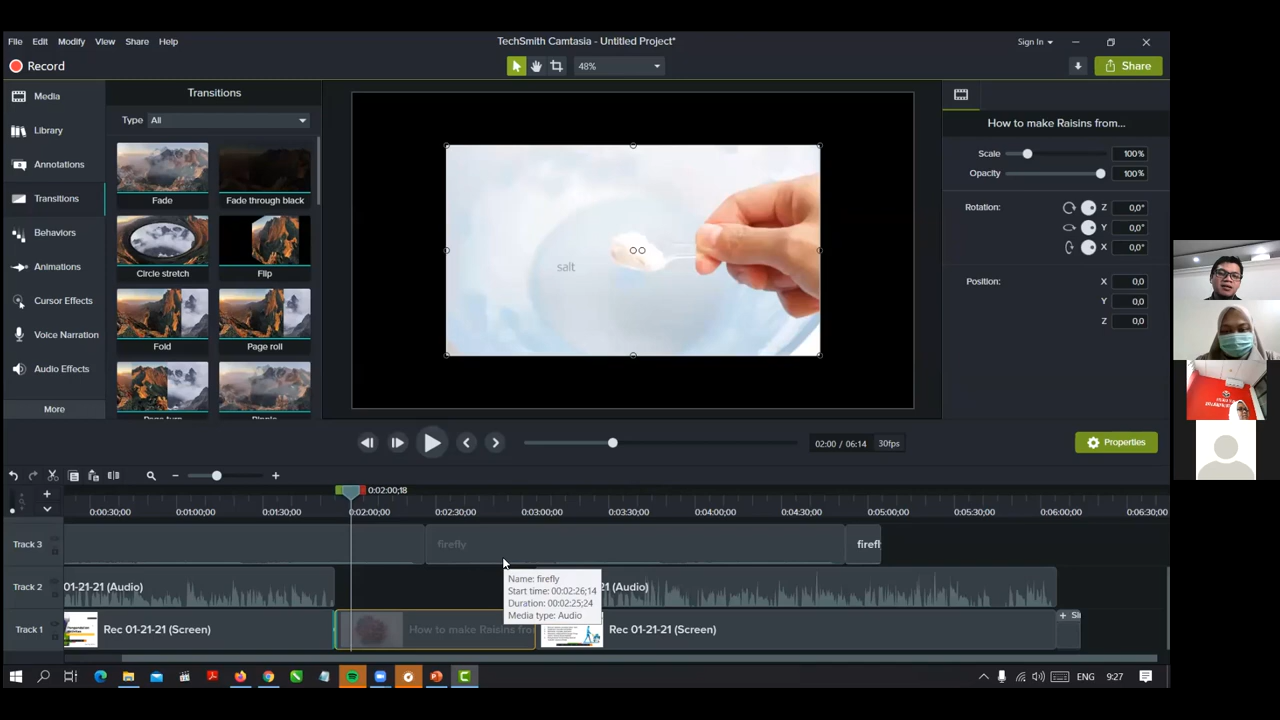 TechSmith Camtasia - Untitled Project*
File Edit Modify View Share Help
Sign In
Record
48%
Share
Media
Library
Annotations
Transitions
Behaviors
Animations
Cursor Effects
Voice Narration
Audio Effects
More
Transitions
Type All
Fade
Fade through black
Circle stretch
Flip
Fold
Page roll
Page turn
Ripple
salt
How to make Raisins from...
Scale 100%
Opacity 100%
Rotation: Z 0,0°
Y 0,0°
X 0,0°
Position: X 0,0
Y 0,0
Z 0,0
02:00 / 06:14 30fps
Properties
0:02:00;18
0:00:30;00 0:01:00;00 0:01:30;00 0:02:00;00 0:02:30;00 0:03:00;00 0:03:30;00 0:04:00;00 0:04:30;00 0:05:00;00 0:05:30;00 0:06:00;00 0:06:30;00
Track 3 firefly firefl
Name: firefly
Start time: 00:02:26;14
Duration: 00:02:25;24
Media type: Audio
Track 2 01-21-21 (Audio) (Audio)
Track 1 Rec 01-21-21 (Screen) How to make Raisins fro Rec 01-21-21 (Screen)
ENG 9:27